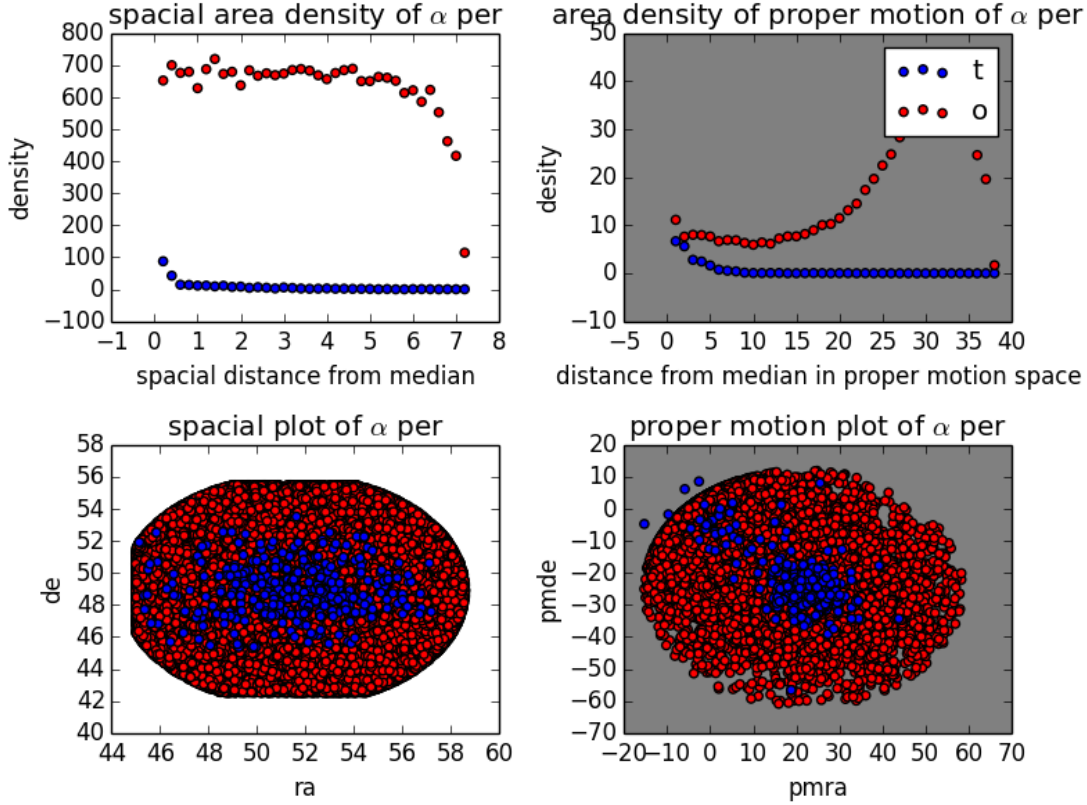 spacial area density of α per
area density of proper motion of α per
800
700
600
500
400
300
200
100
0
−100
density
−1 0 1 2 3 4 5 6 7 8
spacial distance from median
50
40
30
20
10
0
−10
desity
t
o
−5 0 5 10 15 20 25 30 35 40
distance from median in proper motion space
spacial plot of α per
proper motion plot of α per
58
56
54
52
50
48
46
44
42
40
de
44 46 48 50 52 54 56 58 60
ra
20
10
0
−10
−20
−30
−40
−50
−60
−70
pmde
−20 −10 0 10 20 30 40 50 60 70
pmra